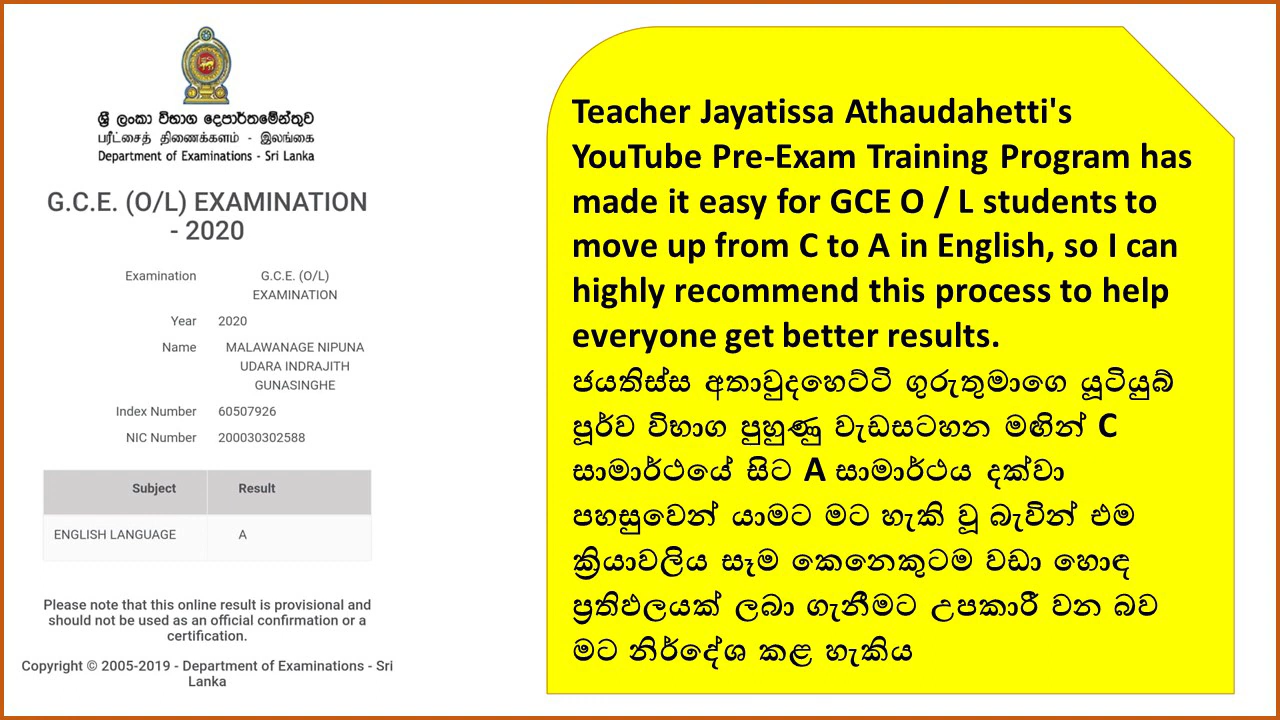 ශ්‍රී ලංකා විභාග දෙපාර්තමේන්තුව
பரீட்சைத் திணைக்களம் - இலங்கை
Department of Examinations - Sri Lanka
G.C.E. (O/L) EXAMINATION
- 2020
Examination G.C.E. (O/L)
EXAMINATION
Year 2020
Name MALAWANAGE NIPUNA
UDARA INDRAJITH
GUNASINGHE
Index Number 60507926
NIC Number 200030302588
Subject Result
ENGLISH LANGUAGE A
Please note that this online result is provisional and
should not be used as an official confirmation or a
certification.
Copyright © 2005-2019 - Department of Examinations - Sri
Lanka
Teacher Jayatissa Athaudahetti's
YouTube Pre-Exam Training Program has
made it easy for GCE O / L students to
move up from C to A in English, so I can
highly recommend this process to help
everyone get better results.
ජයතිස්ස අතාවුදහෙට්ටි ගුරුතුමාගෙ යූටියුබ්
පූර්ව විභාග පුහුණු වැඩසටහන මඟින් C
සාමාර්ථයේ සිට A සාමාර්ථය දක්වා
පහසුවෙන් යාමට මට හැකි වූ බැවින් එම
ක්‍රියාවලිය සෑම කෙනෙකුටම වඩා හොඳ
ප්‍රතිඵලයක් ලබා ගැනීමට උපකාරී වන බව
මට නිර්දේශ කළ හැකිය